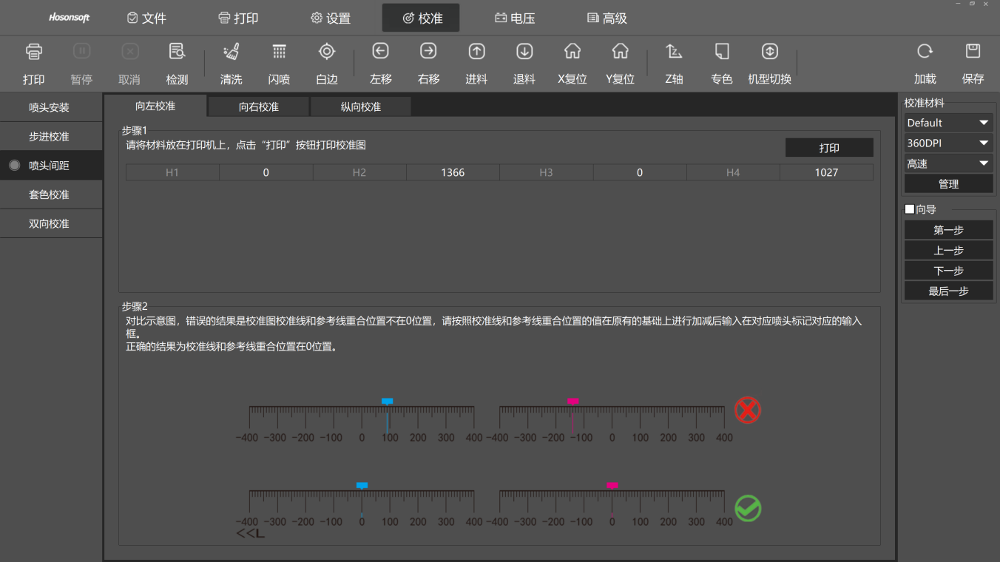 Hosonsoft
文件
打印
设置
校准
电压
高级
打印
暂停
取消
检测
清洗
闪喷
白边
左移
右移
进料
退料
X复位
Y复位
Z轴
专色
机型切换
加载
保存
喷头安装
步进校准
喷头间距
套色校准
双向校准
向左校准
向右校准
纵向校准
步骤1
请将材料放在打印机上，点击“打印”按钮打印校准图
打印
H1 0 H2 1366 H3 0 H4 1027
步骤2
对比示意图，错误的结果是校准图校准线和参考线重合位置不在0位置，请按照校准线和参考线重合位置的值在原有的基础上进行加减后输入在对应喷头标记对应的输入
框。
正确的结果为校准线和参考线重合位置在0位置。
-400 -300 -200 -100 0 100 200 300 400 -400 -300 -200 -100 0 100 200 300 400
-400 -300 -200 -100 0 100 200 300 400 -400 -300 -200 -100 0 100 200 300 400
<<L
校准材料
Default
360DPI
高速
管理
向导
第一步
上一步
下一步
最后一步